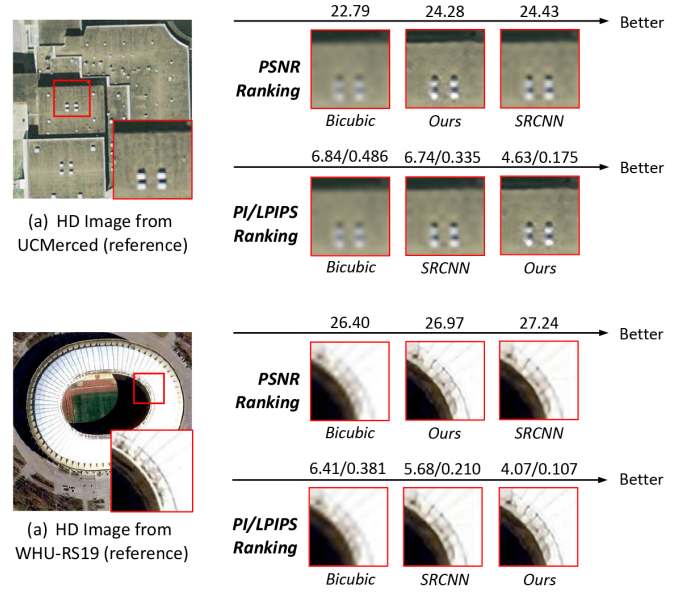 22.79 24.28 24.43
Better
PSNR
Ranking
Bicubic Ours SRCNN
6.84/0.486 6.74/0.335 4.63/0.175
Better
PI/LPIPS
Ranking
Bicubic SRCNN Ours
(a) HD Image from
UCMerced (reference)
26.40 26.97 27.24
Better
PSNR
Ranking
Bicubic Ours SRCNN
6.41/0.381 5.68/0.210 4.07/0.107
Better
PI/LPIPS
Ranking
Bicubic SRCNN Ours
(a) HD Image from
WHU-RS19 (reference)